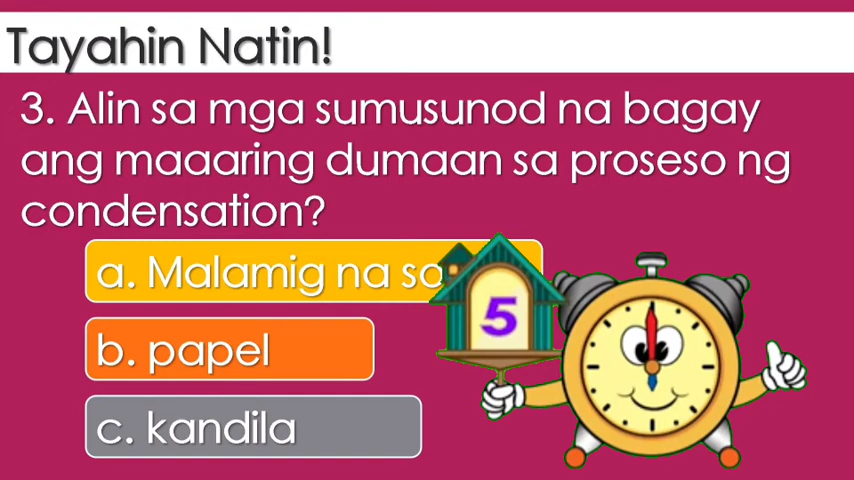 Tayahin Natin!
3. Alin sa mga sumusunod na bagay
ang maaaring dumaan sa proseso ng
condensation?
a. Malamig na
5
b. papel
c. kandila